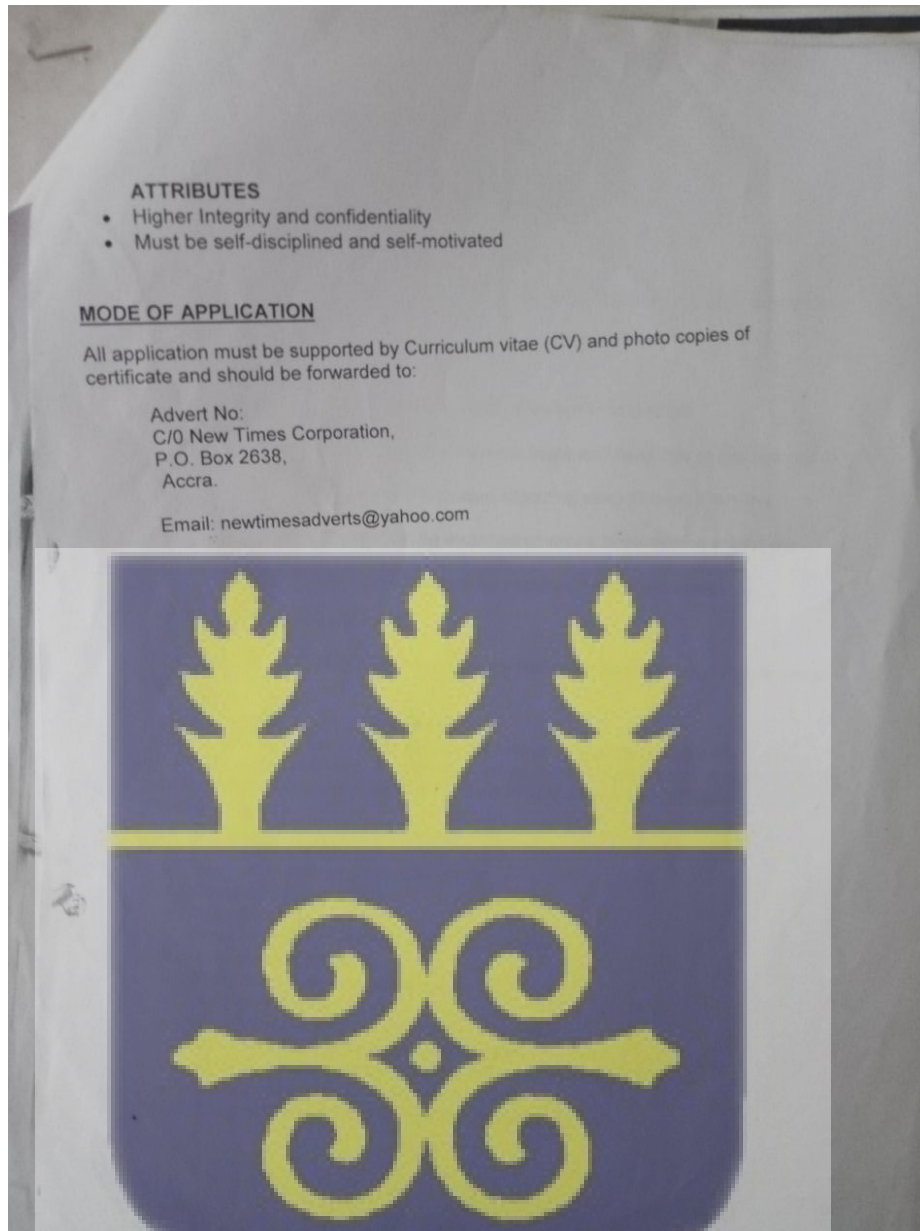 ATTRIBUTES
• Higher Integrity and confidentiality
• Must be self-disciplined and self-motivated
MODE OF APPLICATION
All application must be supported by Curriculum vitae (CV) and photo copies of
certificate and should be forwarded to:
Advert No:
C/0 New Times Corporation,
P.O. Box 2638,
Accra.
Email: newtimesadverts@yahoo.com